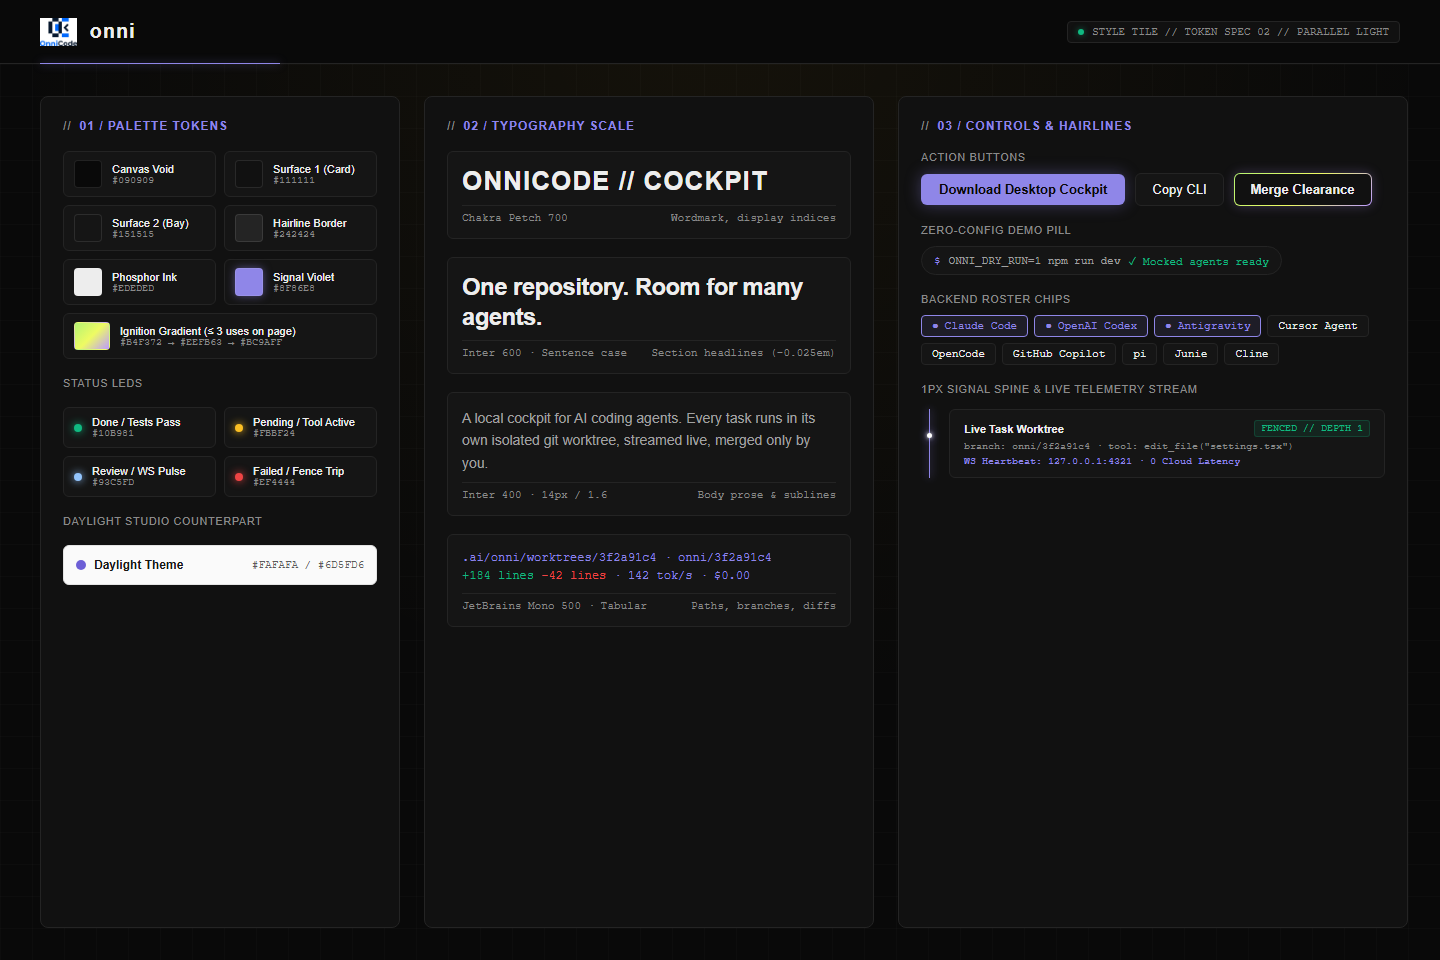 OnniCode
onni
STYLE TILE // TOKEN SPEC 02 // PARALLEL LIGHT
// 01 / PALETTE TOKENS
Canvas Void
#090909
Surface 1 (Card)
#111111
Surface 2 (Bay)
#151515
Hairline Border
#242424
Phosphor Ink
#EDEDED
Signal Violet
#8F86E8
Ignition Gradient (≤ 3 uses on page)
#B4F372 → #EEFB63 → #BC9AFF
STATUS LEDS
Done / Tests Pass
#10B981
Pending / Tool Active
#FBBF24
Review / WS Pulse
#93C5FD
Failed / Fence Trip
#EF4444
DAYLIGHT STUDIO COUNTERPART
Daylight Theme
#FAFAFA / #6D5FD6
// 02 / TYPOGRAPHY SCALE
ONNICODE // COCKPIT
Chakra Petch 700
Wordmark, display indices
One repository. Room for many
agents.
Inter 600 · Sentence case
Section headlines (−0.025em)
A local cockpit for AI coding agents. Every task runs in its
own isolated git worktree, streamed live, merged only by
you.
Inter 400 · 14px / 1.6
Body prose & sublines
.ai/onni/worktrees/3f2a91c4 · onni/3f2a91c4
+184 lines −42 lines · 142 tok/s · $0.00
JetBrains Mono 500 · Tabular
Paths, branches, diffs
// 03 / CONTROLS & HAIRLINES
ACTION BUTTONS
Download Desktop Cockpit
Copy CLI
Merge Clearance
ZERO-CONFIG DEMO PILL
$ ONNI_DRY_RUN=1 npm run dev ✓ Mocked agents ready
BACKEND ROSTER CHIPS
Claude Code
OpenAI Codex
Antigravity
Cursor Agent
OpenCode
GitHub Copilot
pi
Junie
Cline
1PX SIGNAL SPINE & LIVE TELEMETRY STREAM
Live Task Worktree
FENCED // DEPTH 1
branch: onni/3f2a91c4 · tool: edit_file("settings.tsx")
WS Heartbeat: 127.0.0.1:4321 · 0 Cloud Latency